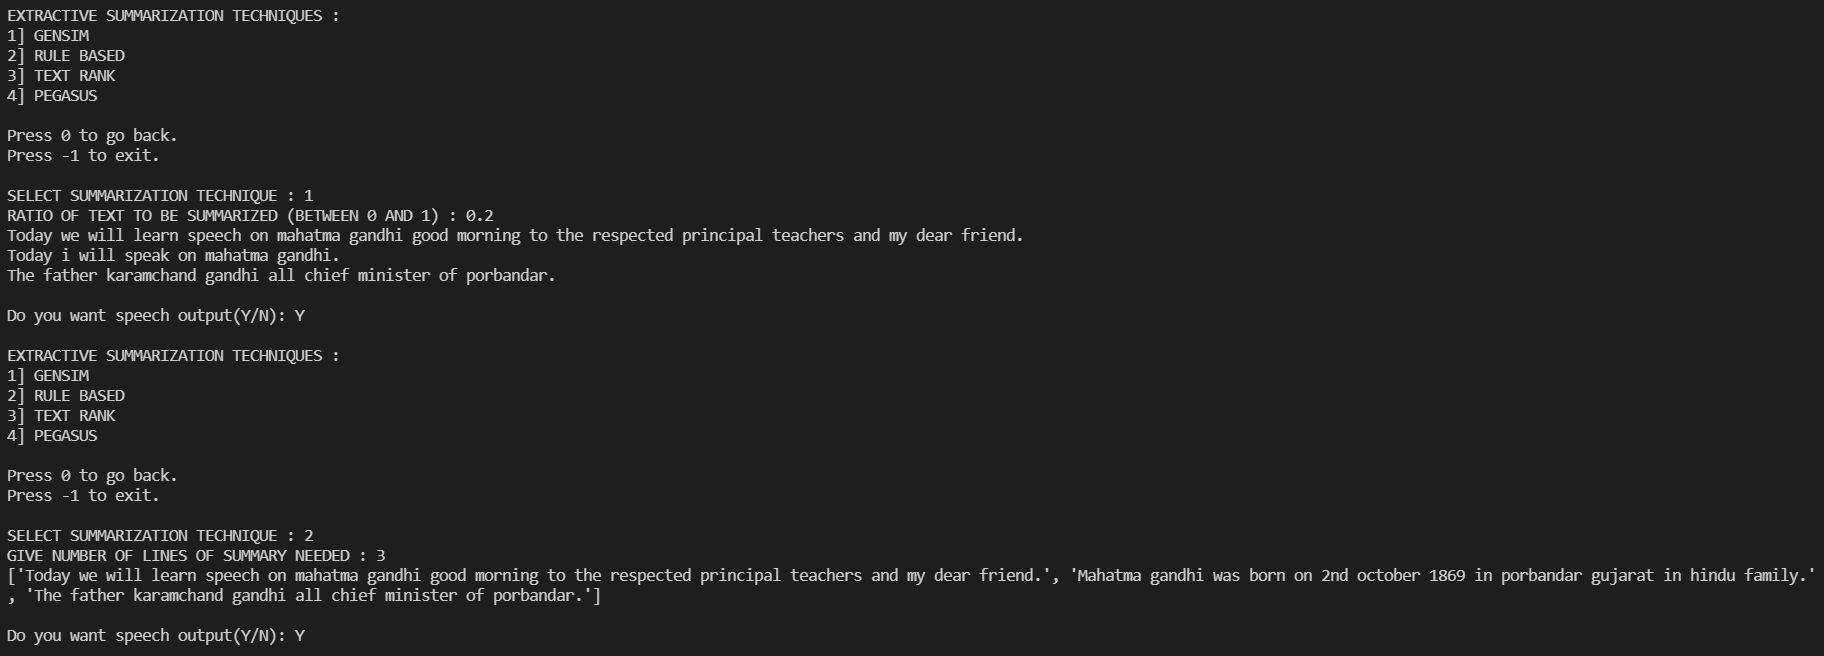 EXTRACTIVE SUMMARIZATION TECHNIQUES :
1] GENSIM
2] RULE BASED
3] TEXT RANK
4] PEGASUS
Press 0 to go back.
Press -1 to exit.
SELECT SUMMARIZATION TECHNIQUE : 1
RATIO OF TEXT TO BE SUMMARIZED (BETWEEN 0 AND 1) : 0.2
Today we will learn speech on mahatma gandhi good morning to the respected principal teachers and my dear friend.
Today i will speak on mahatma gandhi.
The father karamchand gandhi all chief minister of porbandar.
Do you want speech output(Y/N): Y
EXTRACTIVE SUMMARIZATION TECHNIQUES :
1] GENSIM
2] RULE BASED
3] TEXT RANK
4] PEGASUS
Press 0 to go back.
Press -1 to exit.
SELECT SUMMARIZATION TECHNIQUE : 2
GIVE NUMBER OF LINES OF SUMMARY NEEDED : 3
['Today we will learn speech on mahatma gandhi good morning to the respected principal teachers and my dear friend.', 'Mahatma gandhi was born on 2nd october 1869 in porbandar gujarat in hindu family.'
, 'The father karamchand gandhi all chief minister of porbandar.']
Do you want speech output(Y/N): Y